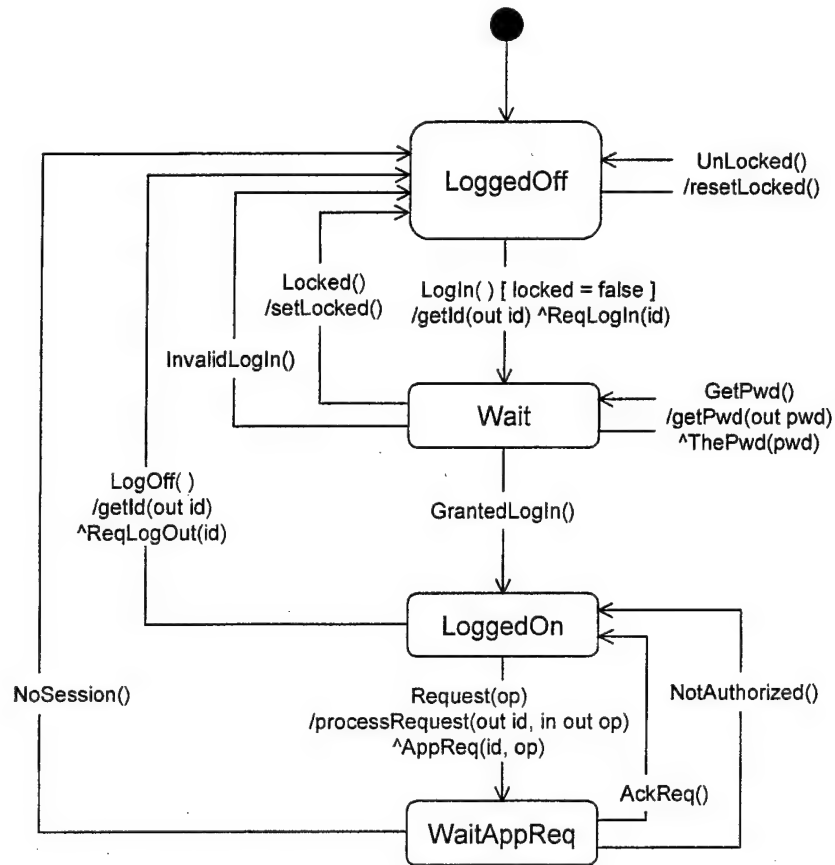 LoggedOff
UnLocked()
/resetLocked()
Locked()
/setLocked()
LogIn( ) [ locked = false ]
/getId(out id) ^ReqLogIn(id)
InvalidLogIn()
Wait
GetPwd()
/getPwd(out pwd)
^ThePwd(pwd)
LogOff( )
/getId(out id)
^ReqLogOut(id)
GrantedLogIn()
LoggedOn
NoSession()
Request(op)
/processRequest(out id, in out op)
^AppReq(id, op)
NotAuthorized()
AckReq()
WaitAppReq